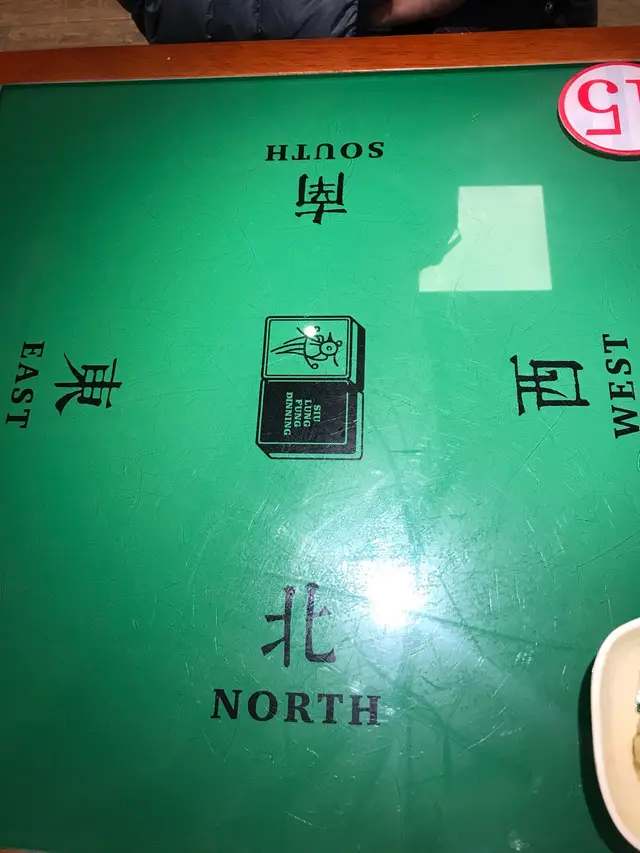 SOUTH
南
15
EAST
東
SIU
LUNG
FUNG
DINNING
西
WEST
北
NORTH